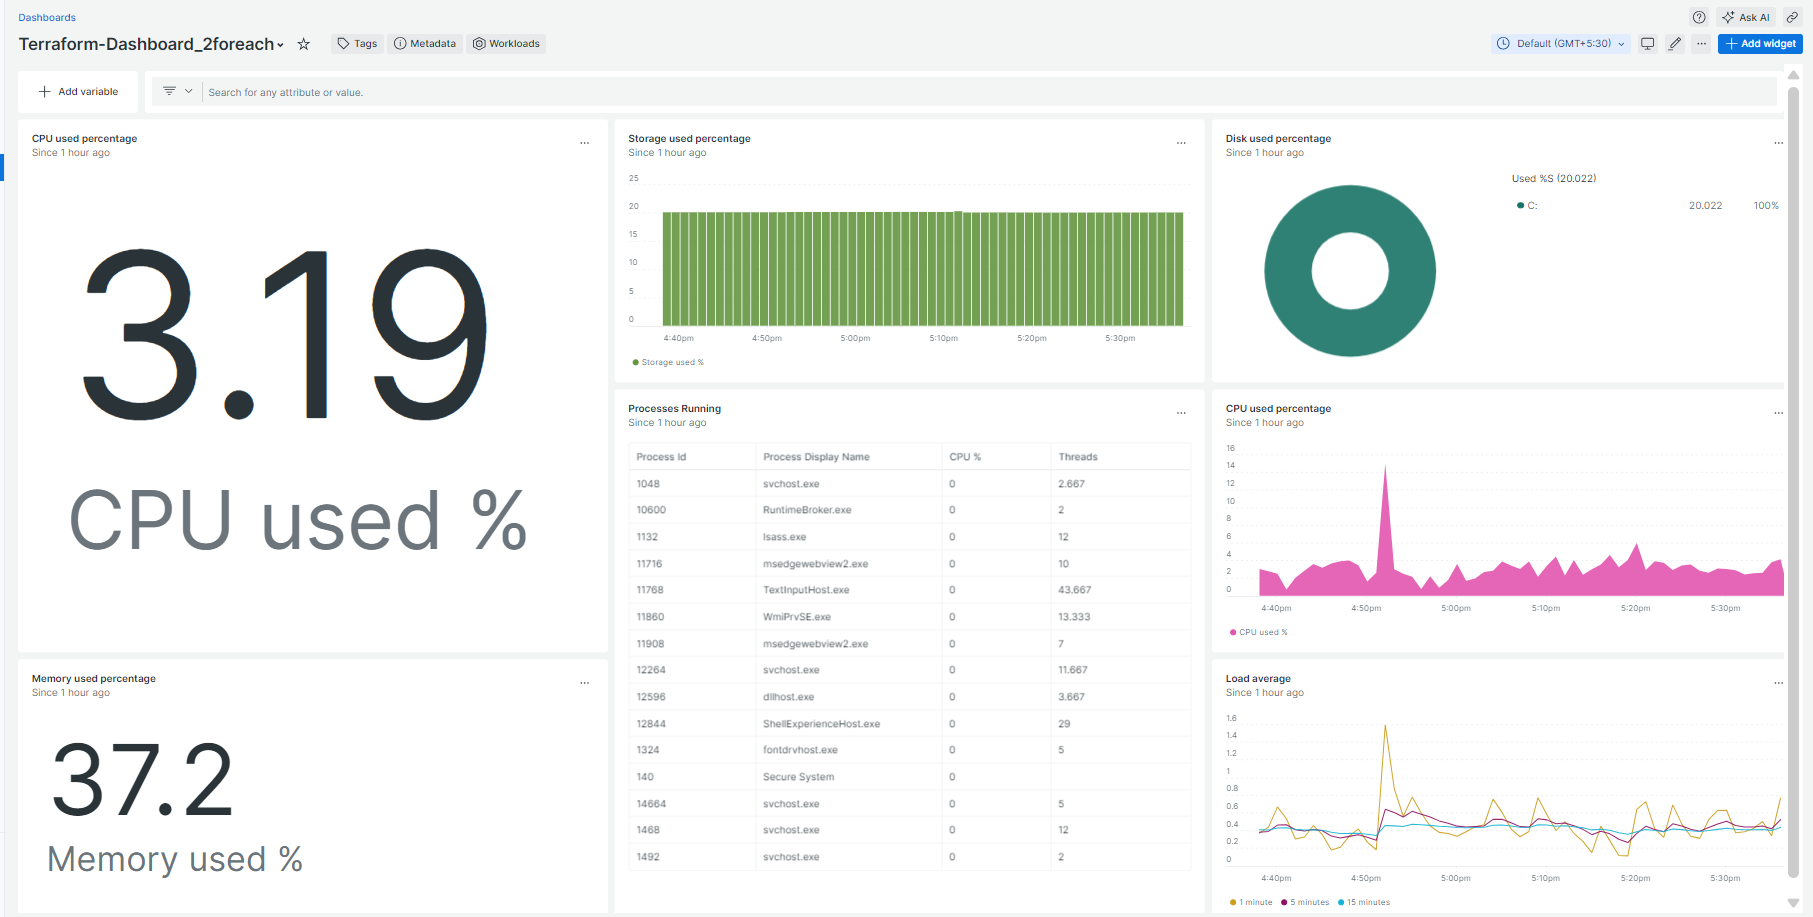 Dashboards
Ask AI
Terraform-Dashboard_2foreach
Tags
Metadata
Workloads
Default (GMT+5:30)
...
Add widget
Add variable
Search for any attribute or value.
CPU used percentage
...
Since 1 hour ago
3.19
CPU used %
Memory used percentage
...
Since 1 hour ago
37.2
Memory used %
Storage used percentage
...
Since 1 hour ago
25
20
15
10
5
0
4:40pm 4:50pm 5:00pm 5:10pm 5:20pm 5:30pm
Storage used %
Processes Running
...
Since 1 hour ago
Process Id Process Display Name CPU % Threads
1048 svchost.exe 0 2.667
10600 RuntimeBroker.exe 0 2
1132 lsass.exe 0 12
11716 msedgewebview2.exe 0 10
11768 TextInputHost.exe 0 43.667
11860 WmiPrvSE.exe 0 13.333
11908 msedgewebview2.exe 0 7
12264 svchost.exe 0 11.667
12596 dllhost.exe 0 3.667
12844 ShellExperienceHost.exe 0 29
1324 fontdrvhost.exe 0 5
140 Secure System 0
14664 svchost.exe 0 5
1468 svchost.exe 0 12
1492 svchost.exe 0 2
Disk used percentage
...
Since 1 hour ago
Used %S (20.022)
C: 20.022 100%
CPU used percentage
...
Since 1 hour ago
16
14
12
10
8
6
4
2
0
4:40pm 4:50pm 5:00pm 5:10pm 5:20pm 5:30pm
CPU used %
Load average
...
Since 1 hour ago
1.6
1.4
1.2
1
0.8
0.6
0.4
0.2
0
4:40pm 4:50pm 5:00pm 5:10pm 5:20pm 5:30pm
1 minute 5 minutes 15 minutes